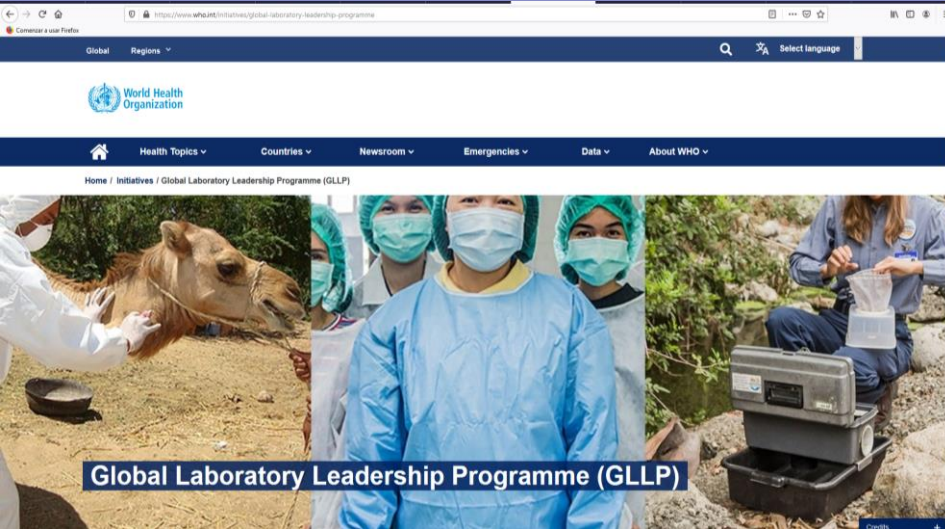 https://www.who.int/initiatives/global-laboratory-leadership-programme
Comenzar a usar Firefox
Global Regions Select language
World Health
Organization
Health Topics Countries Newsroom Emergencies Data About WHO
Home / Initiatives / Global Laboratory Leadership Programme (GLLP)
Global Laboratory Leadership Programme (GLLP)
Credits